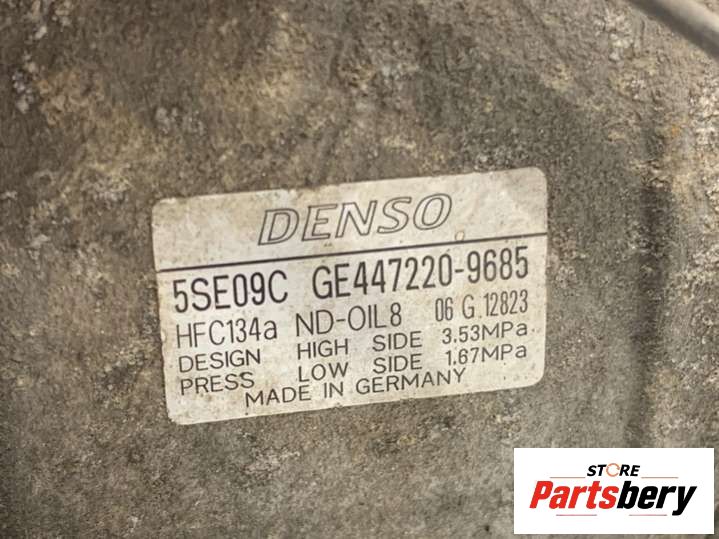 DENSO
5SE09C GE447220-9685
HFC134a ND-OIL8 06 G.12823
DESIGN HIGH SIDE 3.53MPa
PRESS LOW SIDE 1.67MPa
MADE IN GERMANY
STORE
Partsbery